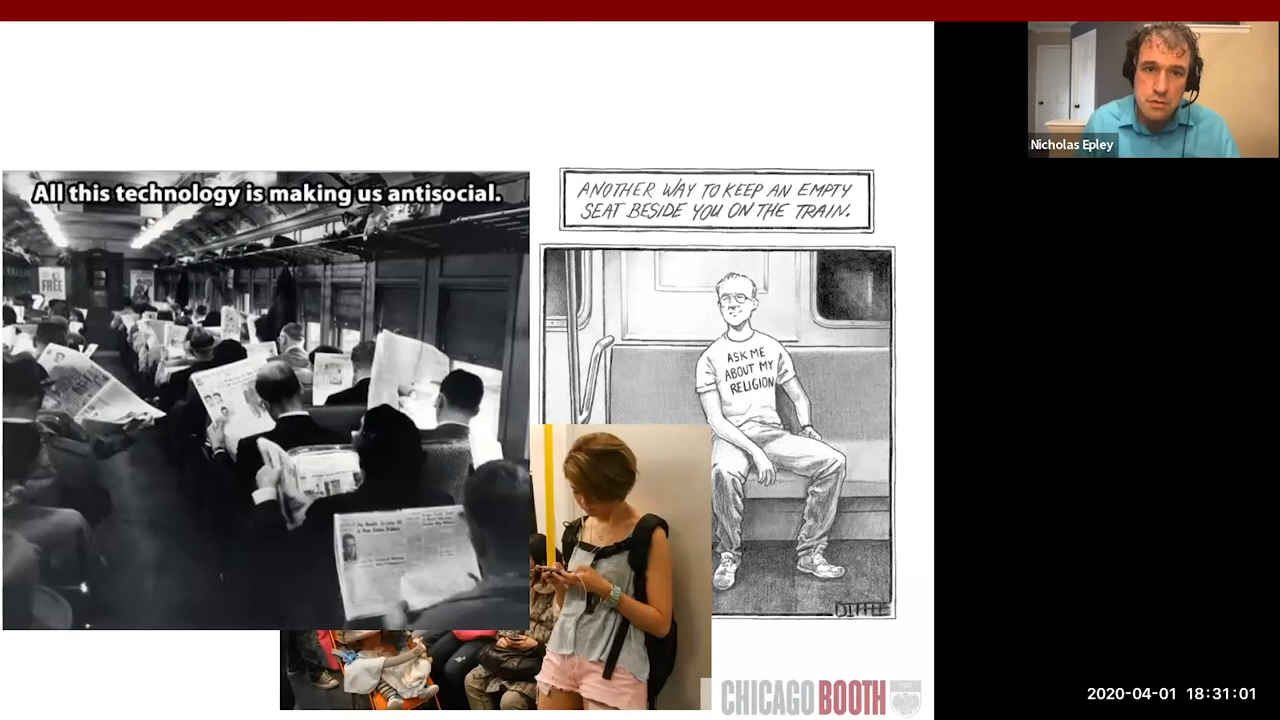 All this technology is making us antisocial.
ANOTHER WAY TO KEEP AN EMPTY
SEAT BESIDE YOU ON THE TRAIN.
ASK ME
ABOUT MY
RELIGION
FREE
CHICAGO BOOTH
Nicholas Epley
2020-04-01 18:31:01